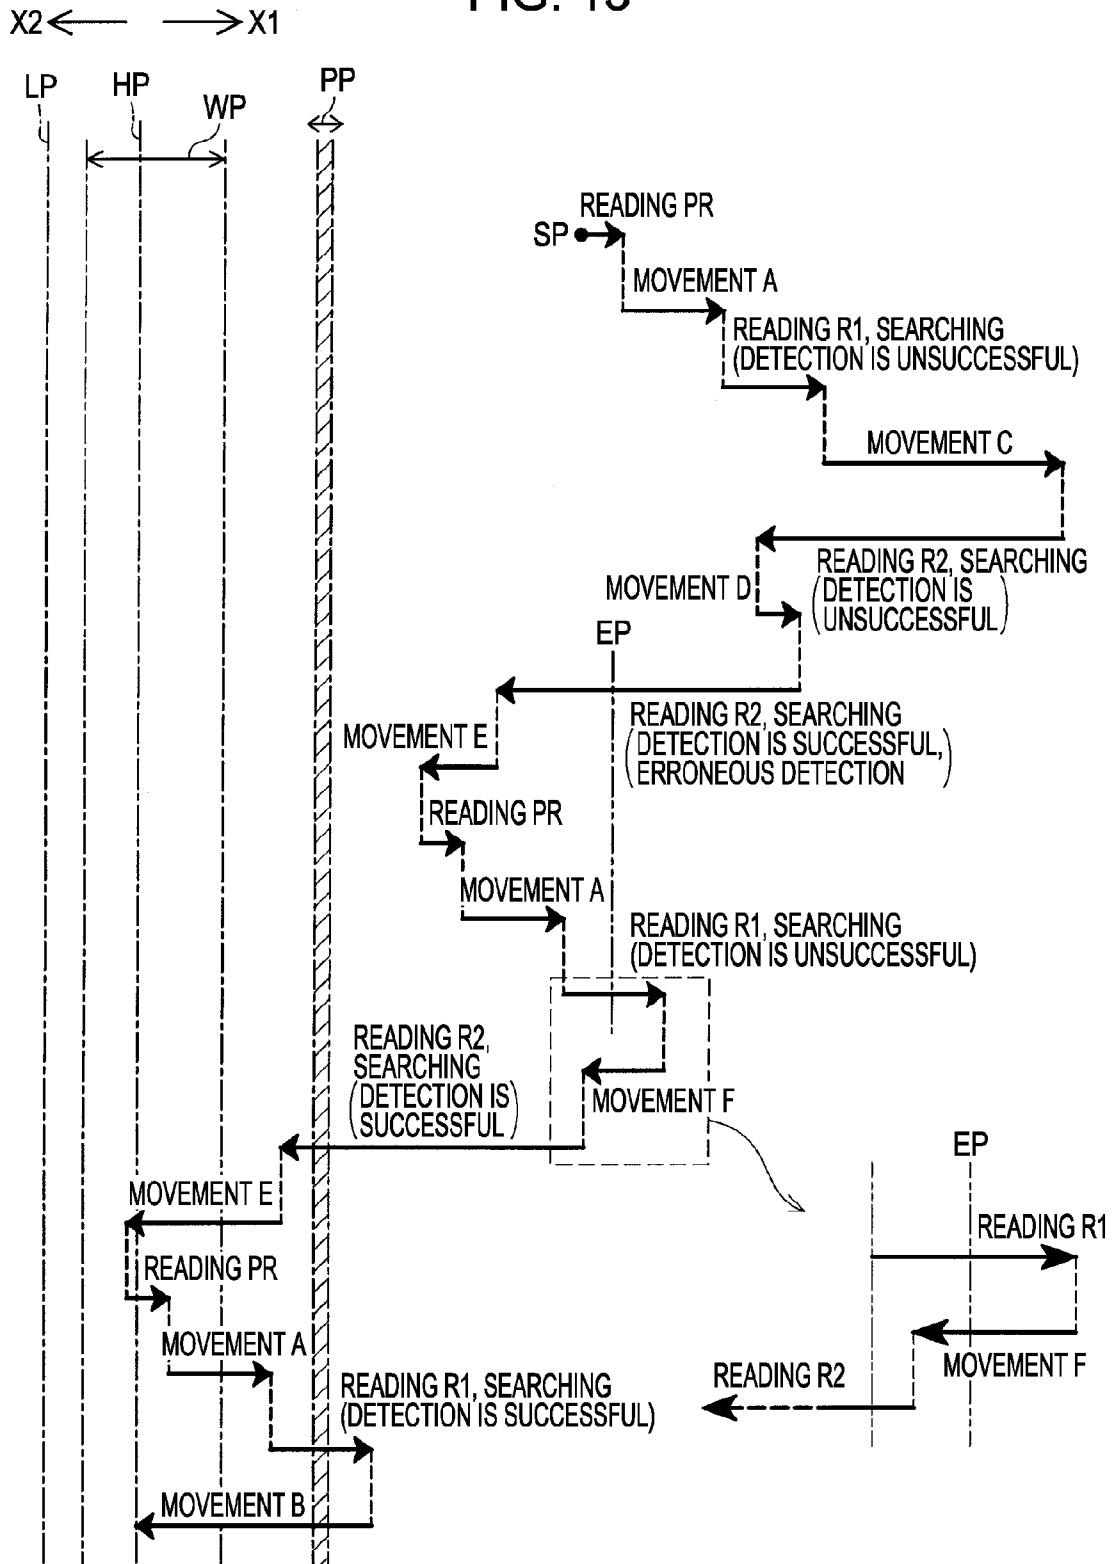 X2 X1
LP HP WP PP
READING PR
SP
MOVEMENT A
READING R1, SEARCHING
(DETECTION IS UNSUCCESSFUL)
MOVEMENT C
READING R2, SEARCHING
(DETECTION IS
UNSUCCESSFUL)
MOVEMENT D
EP
READING R2, SEARCHING
(DETECTION IS SUCCESSFUL,
ERRONEOUS DETECTION)
MOVEMENT E
READING PR
MOVEMENT A
READING R1, SEARCHING
(DETECTION IS UNSUCCESSFUL)
READING R2,
SEARCHING
(DETECTION IS
SUCCESSFUL)
MOVEMENT F
EP
MOVEMENT E
READING R1
READING PR
MOVEMENT A
MOVEMENT F
READING R2
READING R1, SEARCHING
(DETECTION IS SUCCESSFUL)
MOVEMENT B